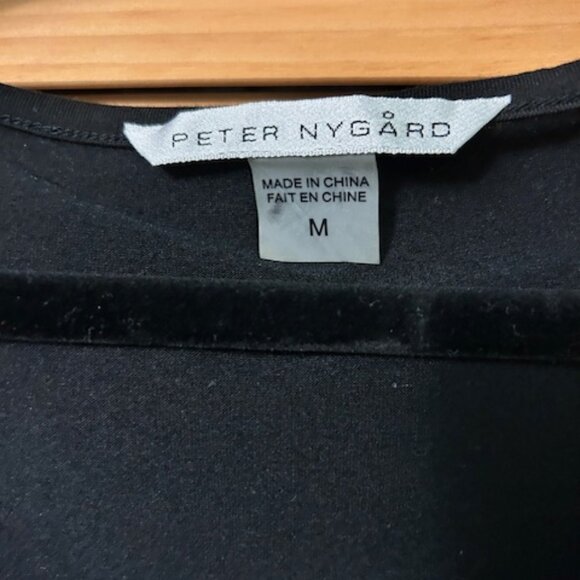 PETER NYGÅRD
MADE IN CHINA
FAIT EN CHINE
M